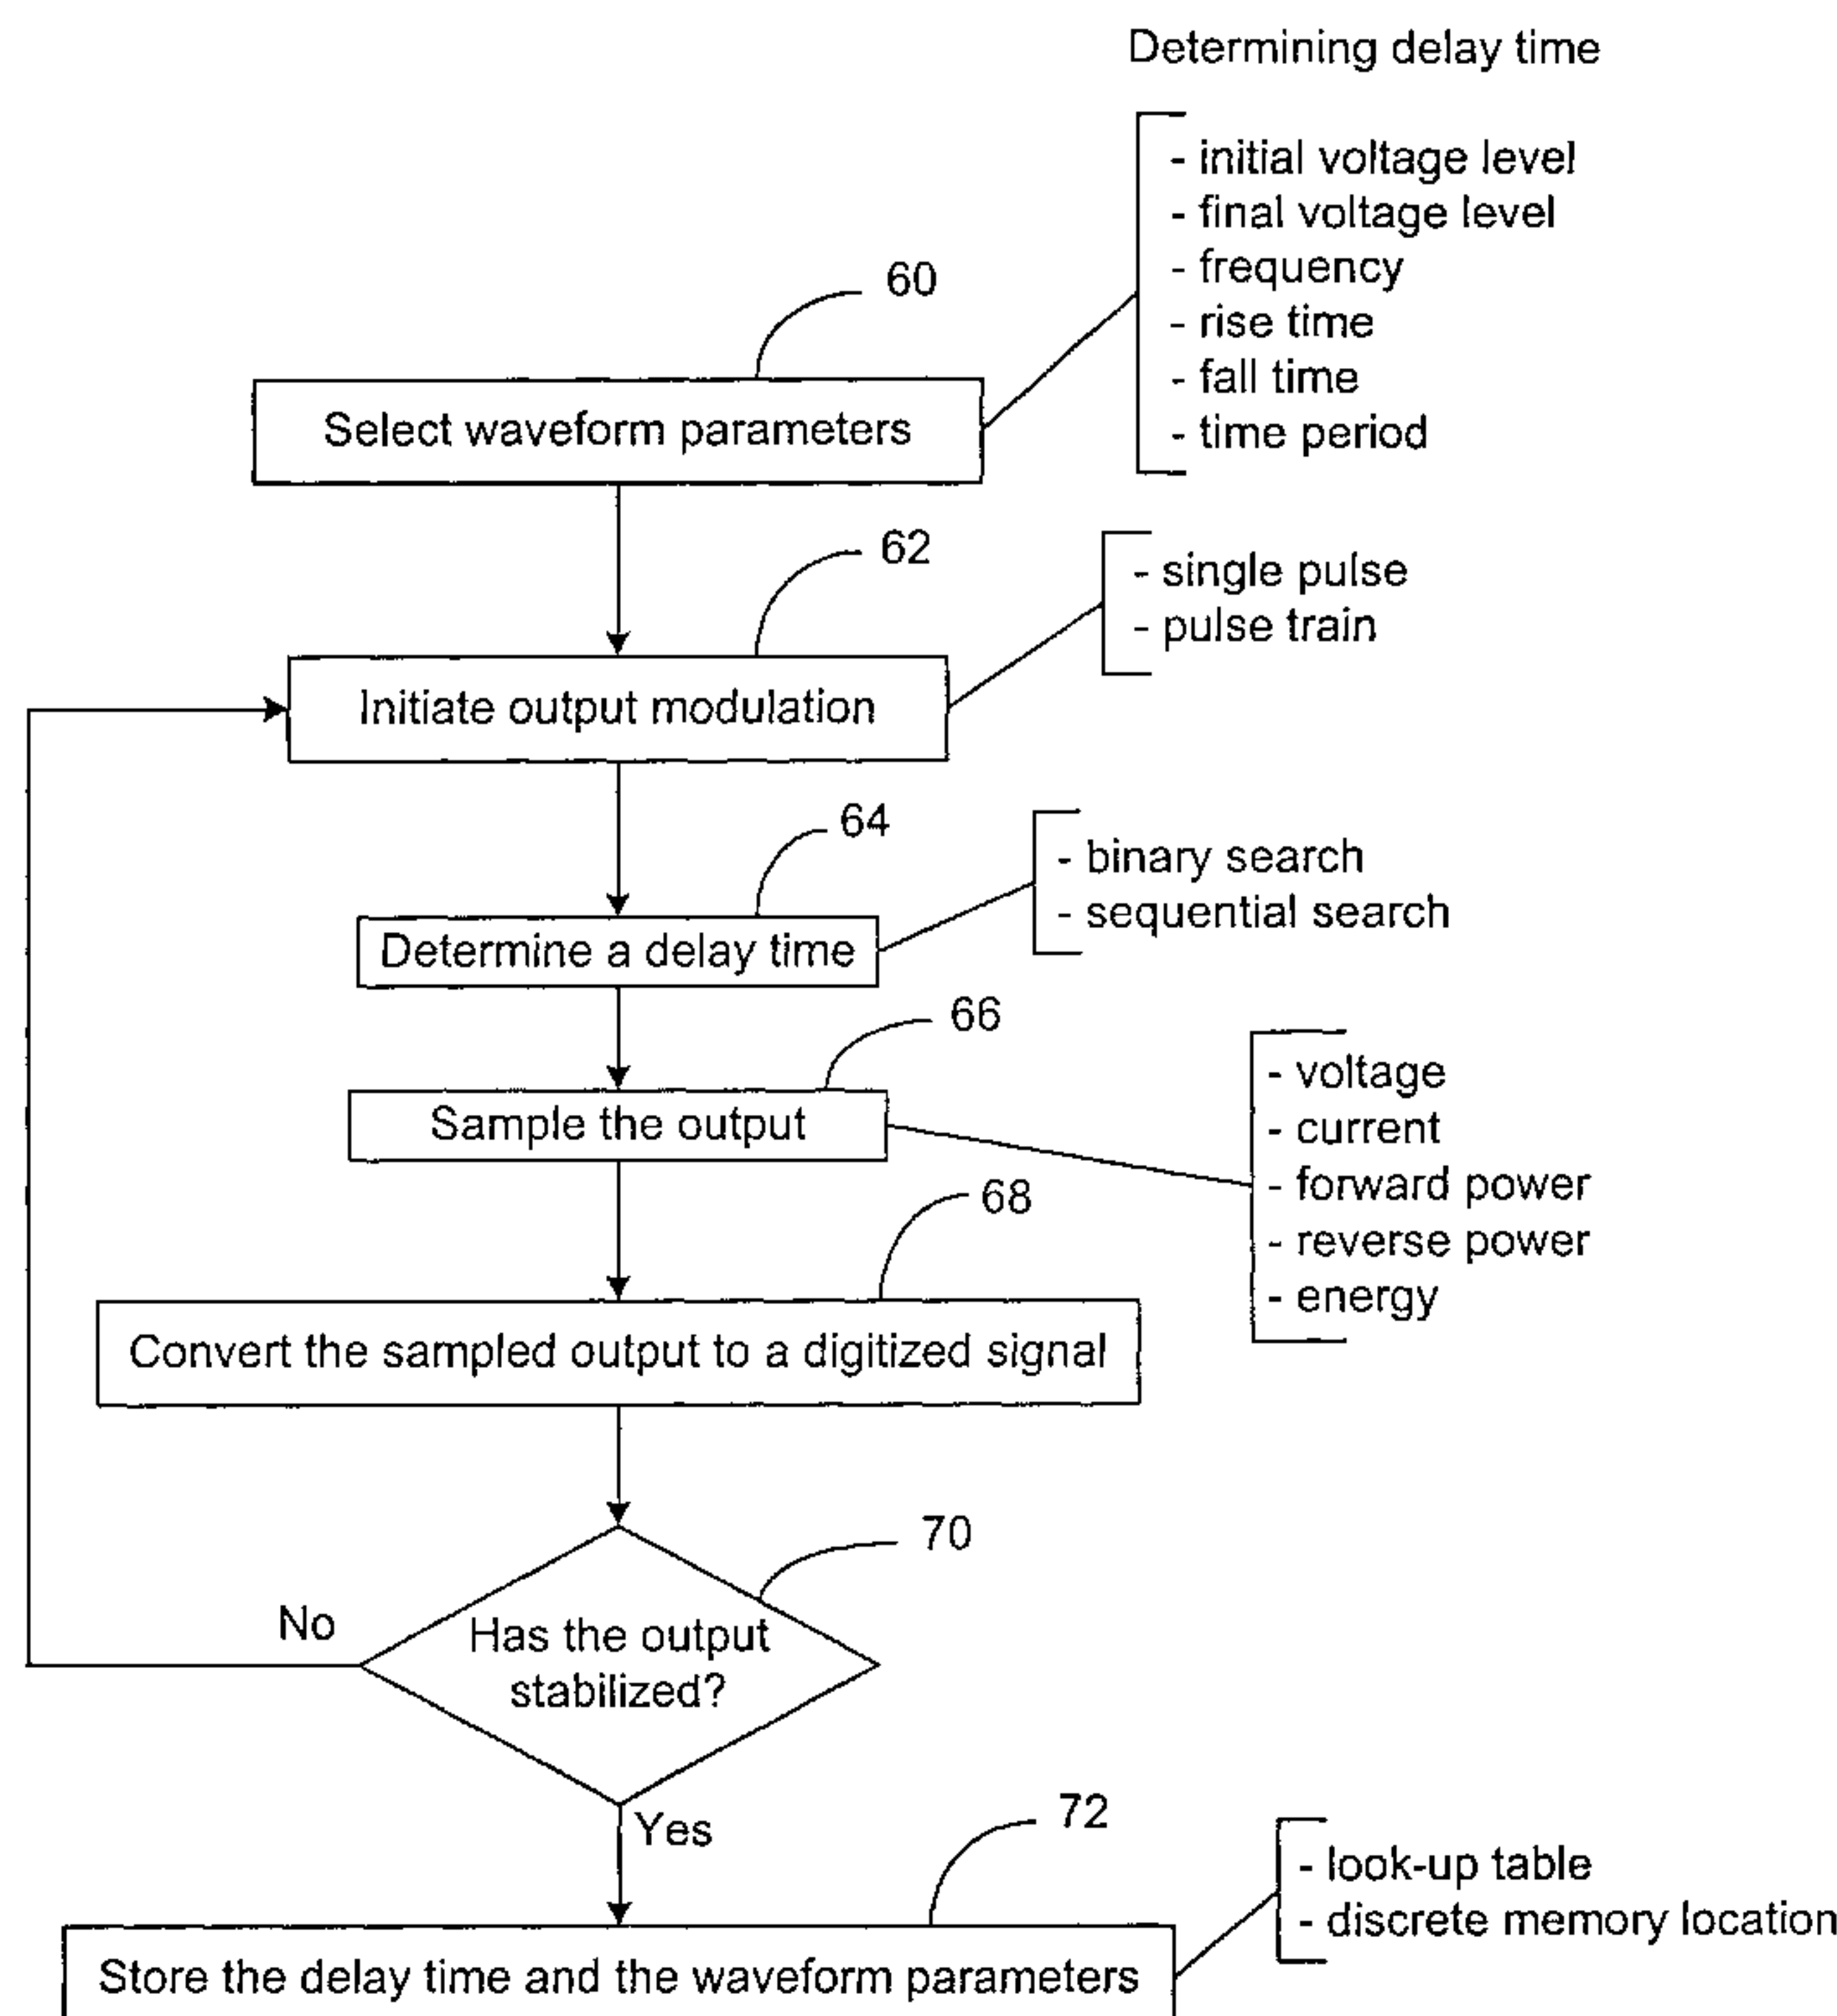 Determining delay time
- initial voltage level
- final voltage level
- frequency
- rise time
- fall time
- time period
60
Select waveform parameters
62
- single pulse
- pulse train
Initiate output modulation
64
- binary search
- sequential search
Determine a delay time
66
Sample the output
- voltage
- current
- forward power
- reverse power
- energy
68
Convert the sampled output to a digitized signal
70
No
Has the output
stabilized?
Yes
72
- look-up table
- discrete memory location
Store the delay time and the waveform parameters